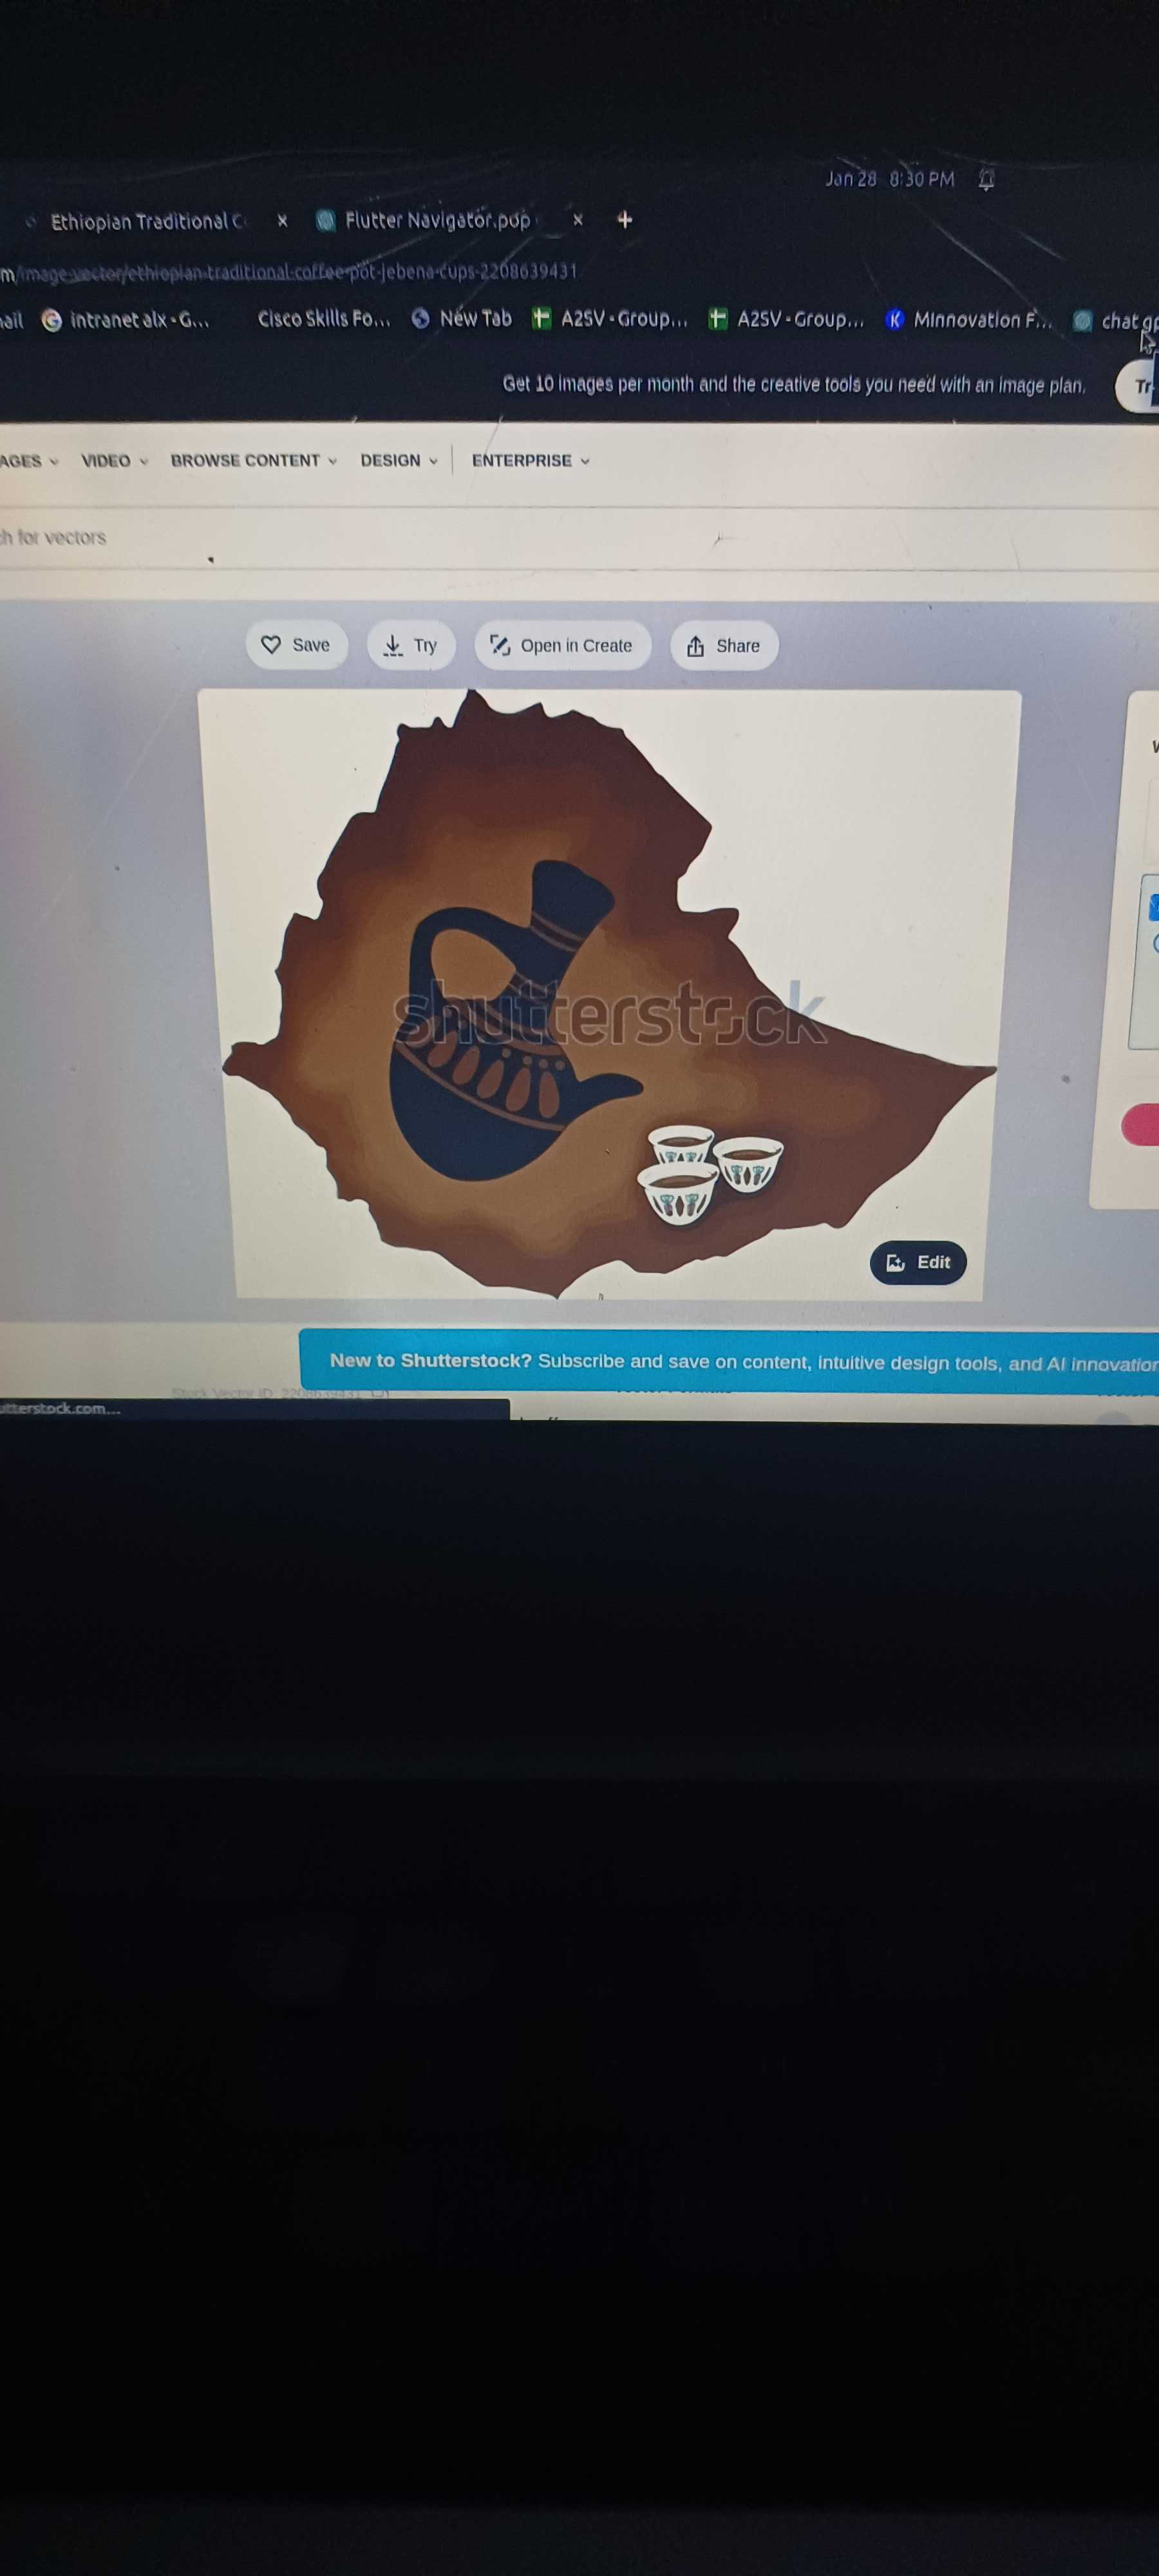 Jan 28 8:30 PM
Ethiopian Traditional C
Flutter Navigator.pop
m/image-vector/ethiopian-traditional-coffee-pot-jebena-cups-2208639431
ail intranet alx - G... Cisco Skills Fo... New Tab A2SV - Group... A2SV - Group... Minnovation F... chat gp
Get 10 images per month and the creative tools you need with an image plan.
Tr
AGES VIDEO BROWSE CONTENT DESIGN ENTERPRISE
h for vectors
Save Try Open in Create Share
shutterstock
Edit
New to Shutterstock? Subscribe and save on content, intuitive design tools, and AI innovation
Stock Vector ID: 2208639431
utterstock.com...